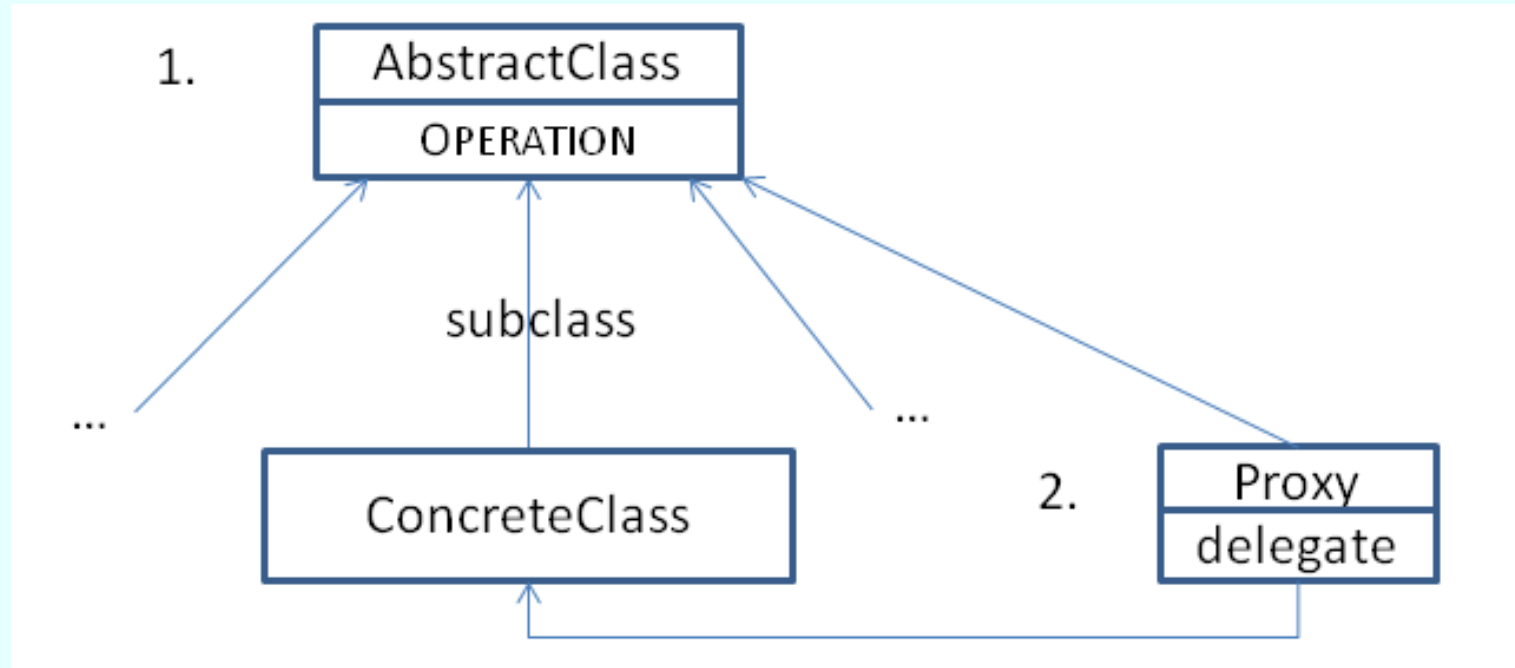 1.
AbstractClass
OPERATION
subclass
...
...
ConcreteClass
2.
Proxy
delegate